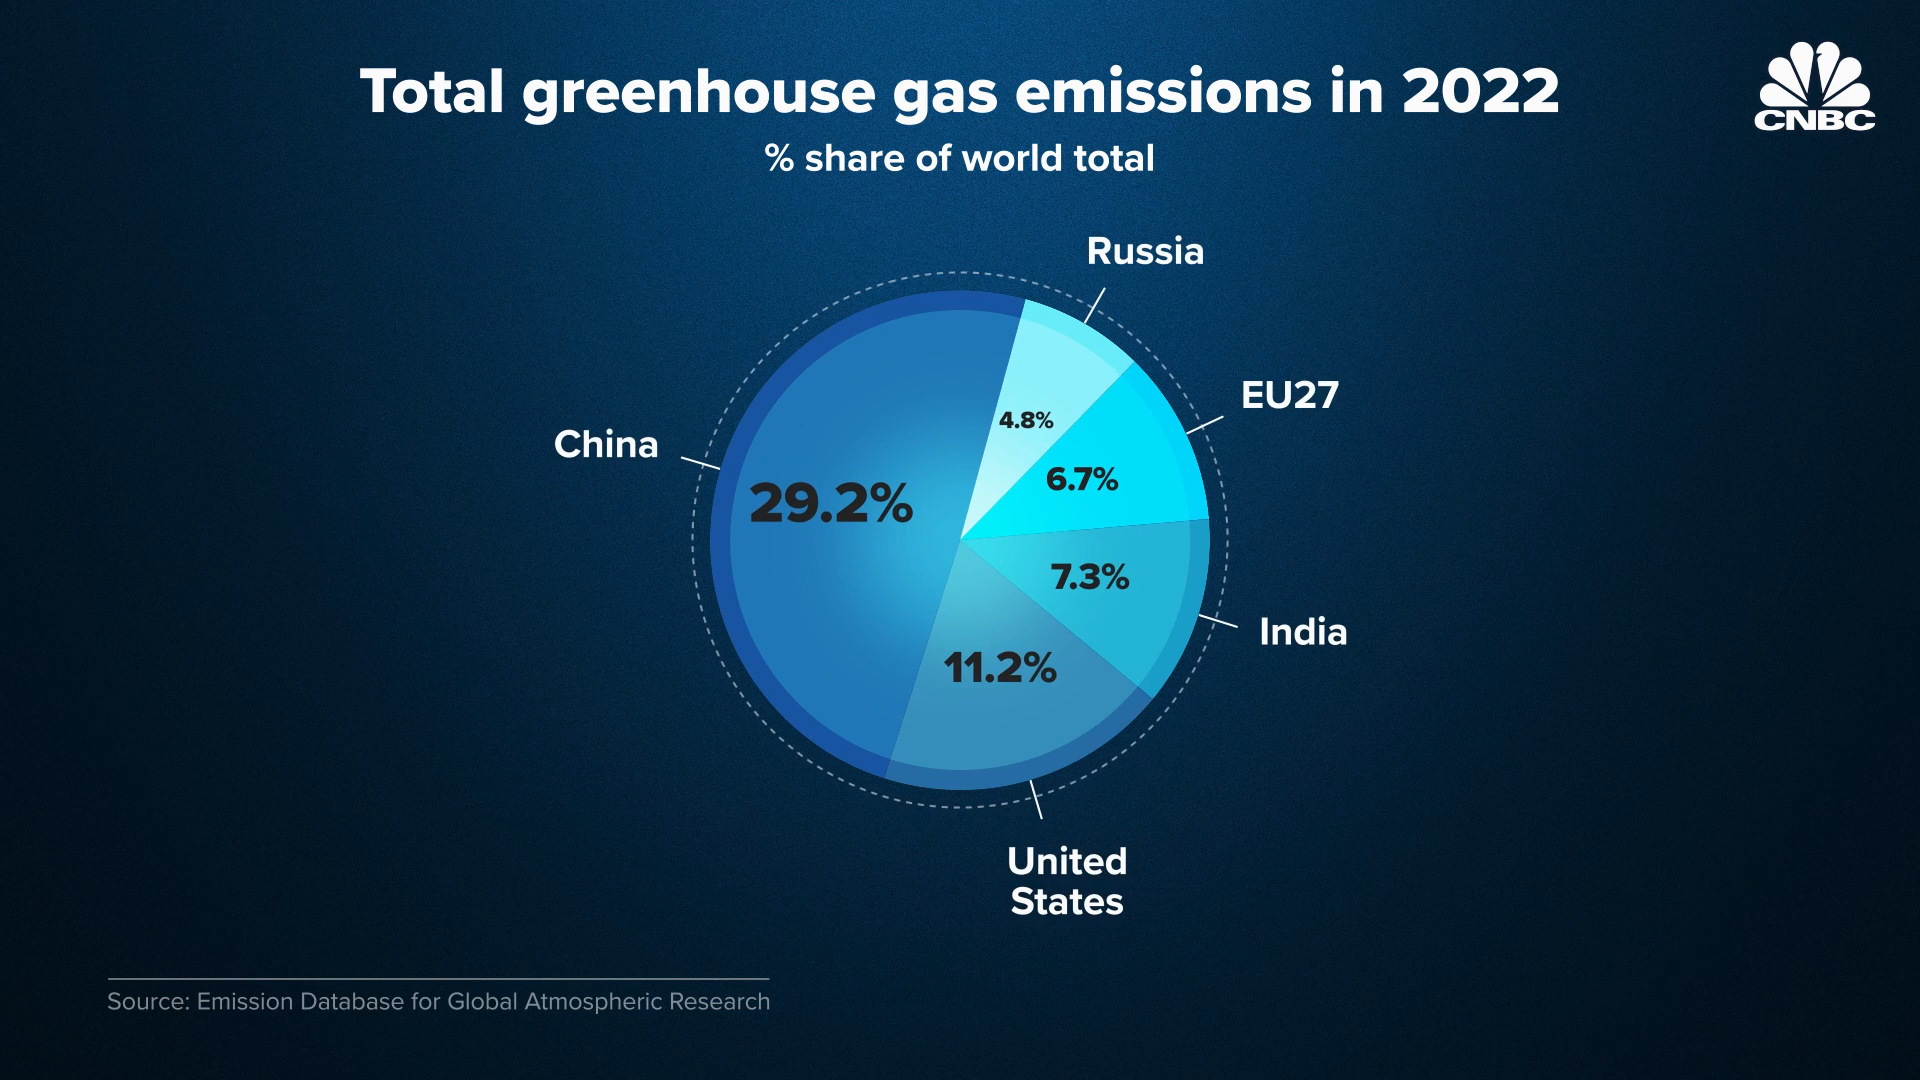 Total greenhouse gas emissions in 2022
% share of world total
CNBC
Russia
EU27
China
4.8%
6.7%
29.2%
7.3%
India
11.2%
United
States
Source: Emission Database for Global Atmospheric Research